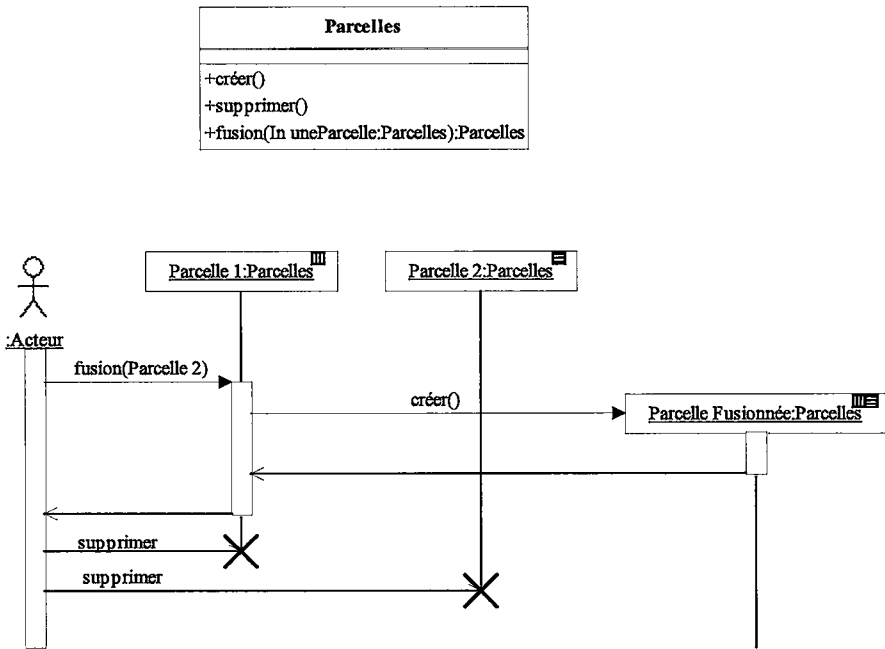 Parcelles
+créer()
+supprimer()
+fusion(In uneParcelle:Parcelles):Parcelles
Parcelle 1:Parcelles
Parcelle 2:Parcelles
:Acteur
fusion(Parcelle 2)
créer()
Parcelle Fusionnée:Parcelles
supprimer
supprimer